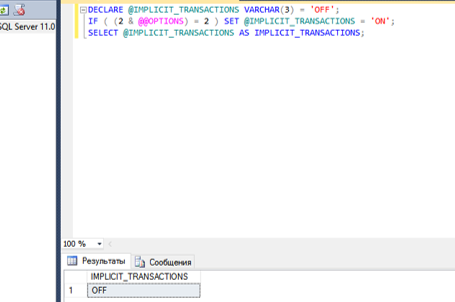 SQL Server 11.0
DECLARE @IMPLICIT_TRANSACTIONS VARCHAR(3) = 'OFF';
IF ( (2 & @@OPTIONS) = 2 ) SET @IMPLICIT_TRANSACTIONS = 'ON';
SELECT @IMPLICIT_TRANSACTIONS AS IMPLICIT_TRANSACTIONS;
100 %
Результаты Сообщения
IMPLICIT_TRANSACTIONS
1 OFF